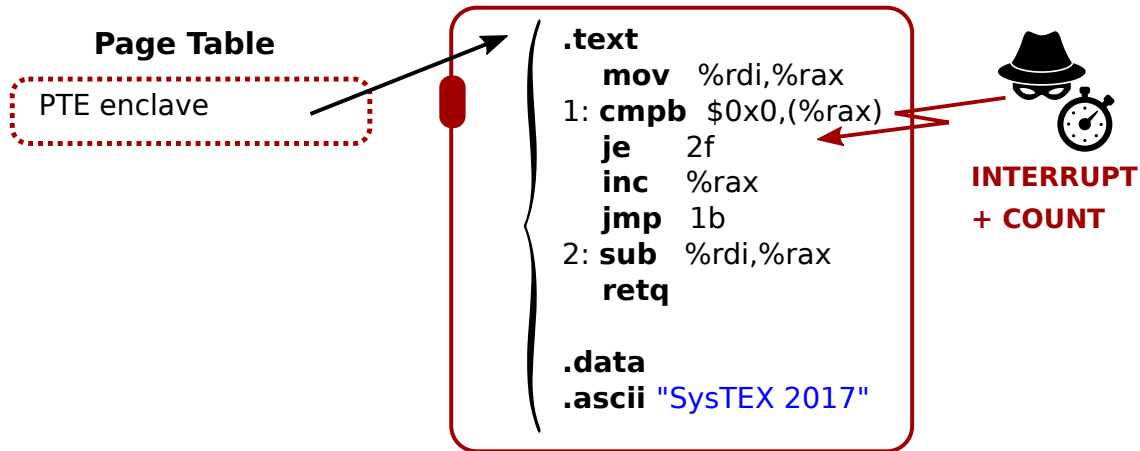 Page Table
PTE enclave
.text
mov %rdi,%rax
1: cmpb $0x0,(%rax)
je 2f
inc %rax
jmp 1b
2: sub %rdi,%rax
retq
.data
.ascii "SysTEX 2017"
INTERRUPT
+ COUNT